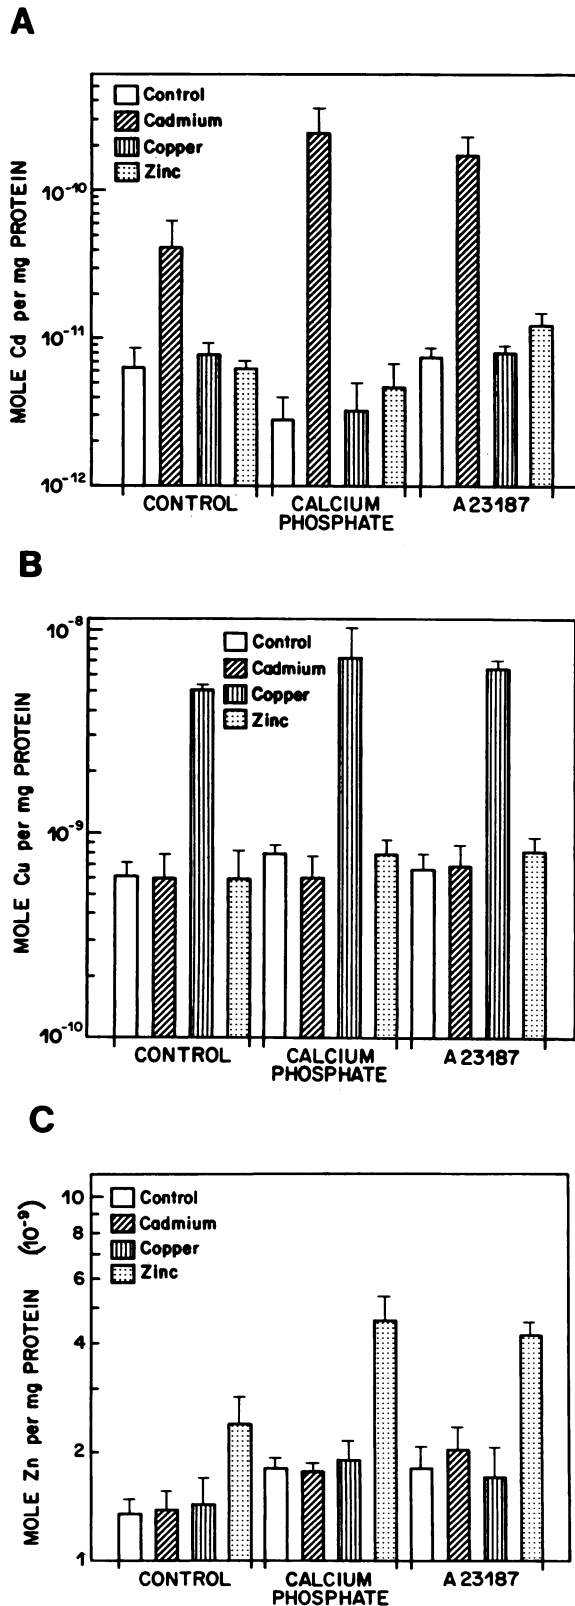 A
MOLE Cd per mg PROTEIN
Control
Cadmium
Copper
Zinc
10-10
10-11
10-12
CONTROL CALCIUM PHOSPHATE A 23187
B
MOLE Cu per mg PROTEIN
10-8
Control
Cadmium
Copper
Zinc
10-9
10-10
CONTROL CALCIUM PHOSPHATE A 23187
C
MOLE Zn per mg PROTEIN (10-9)
10
Control
Cadmium
8
Copper
6
Zinc
4
2
1
CONTROL CALCIUM PHOSPHATE A 23187